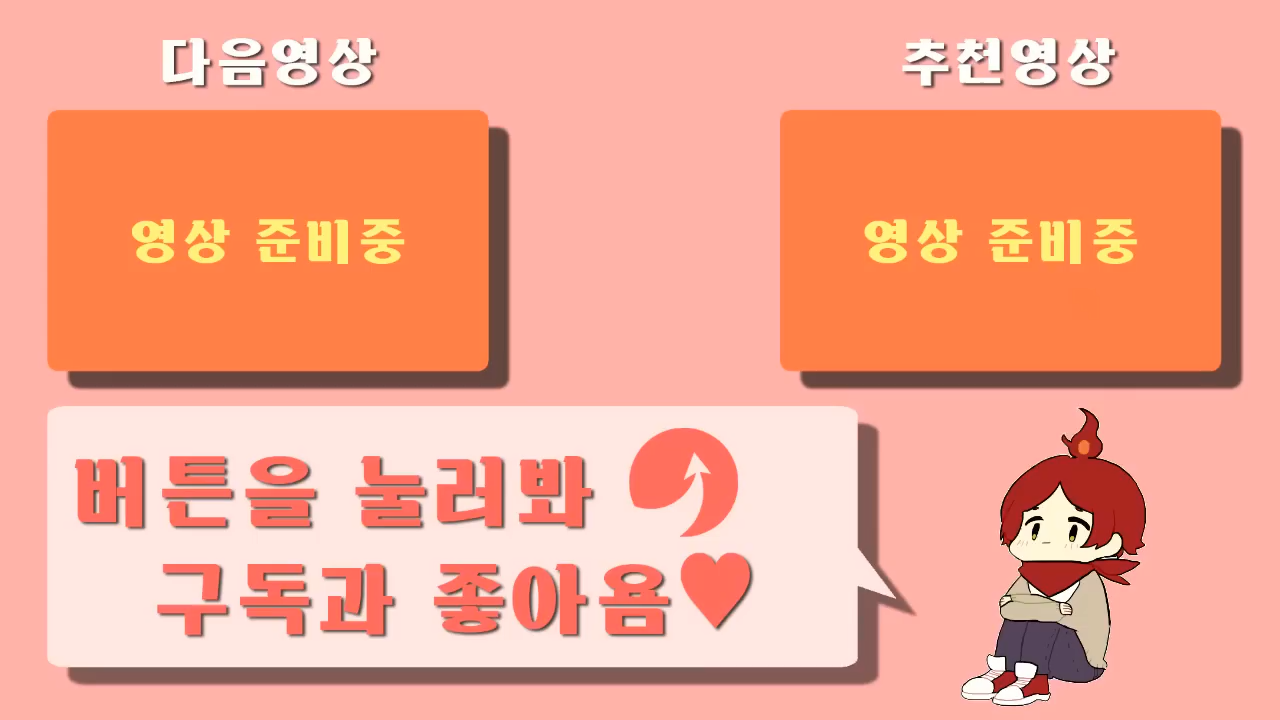 다음영상
추천영상
영상 준비중
영상 준비중
버튼을 눌러봐
구독과 좋아욤♥